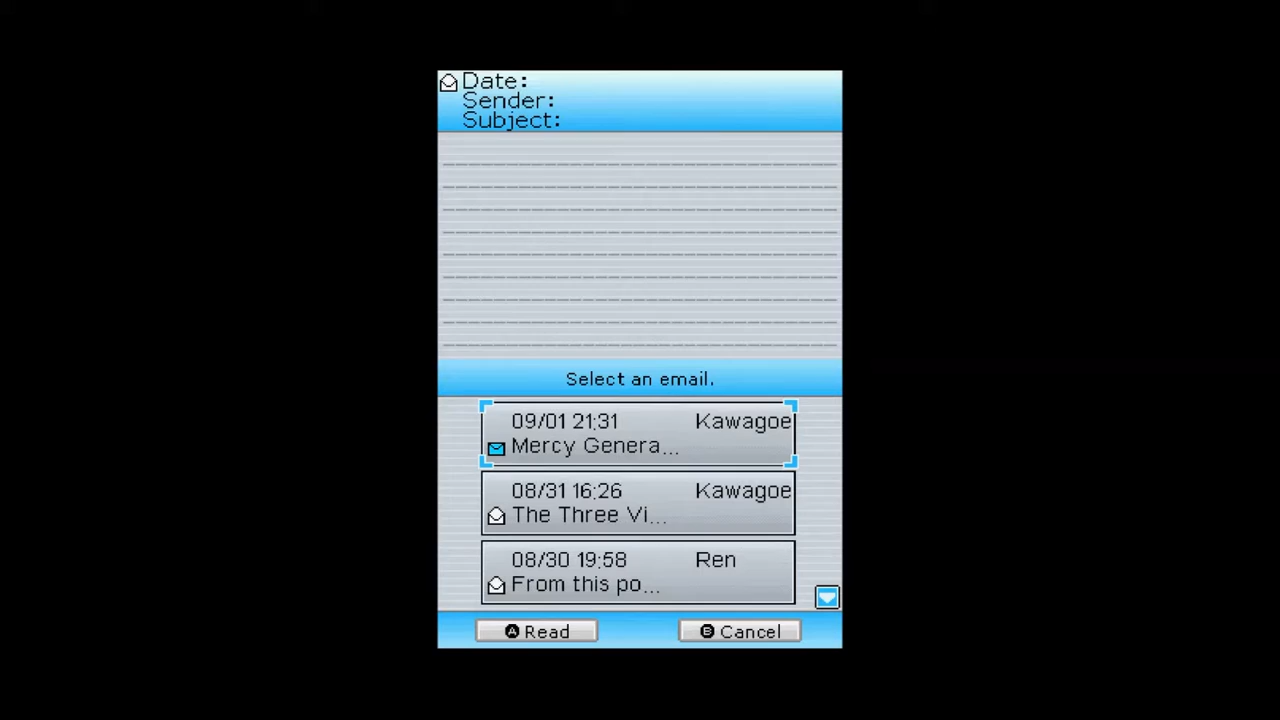 Date:
Sender:
Subject:
Select an email.
09/01 21:31 Kawagoe
Mercy Genera...
08/31 16:26 Kawagoe
The Three Vi...
08/30 19:58 Ren
From this po...
A Read B Cancel